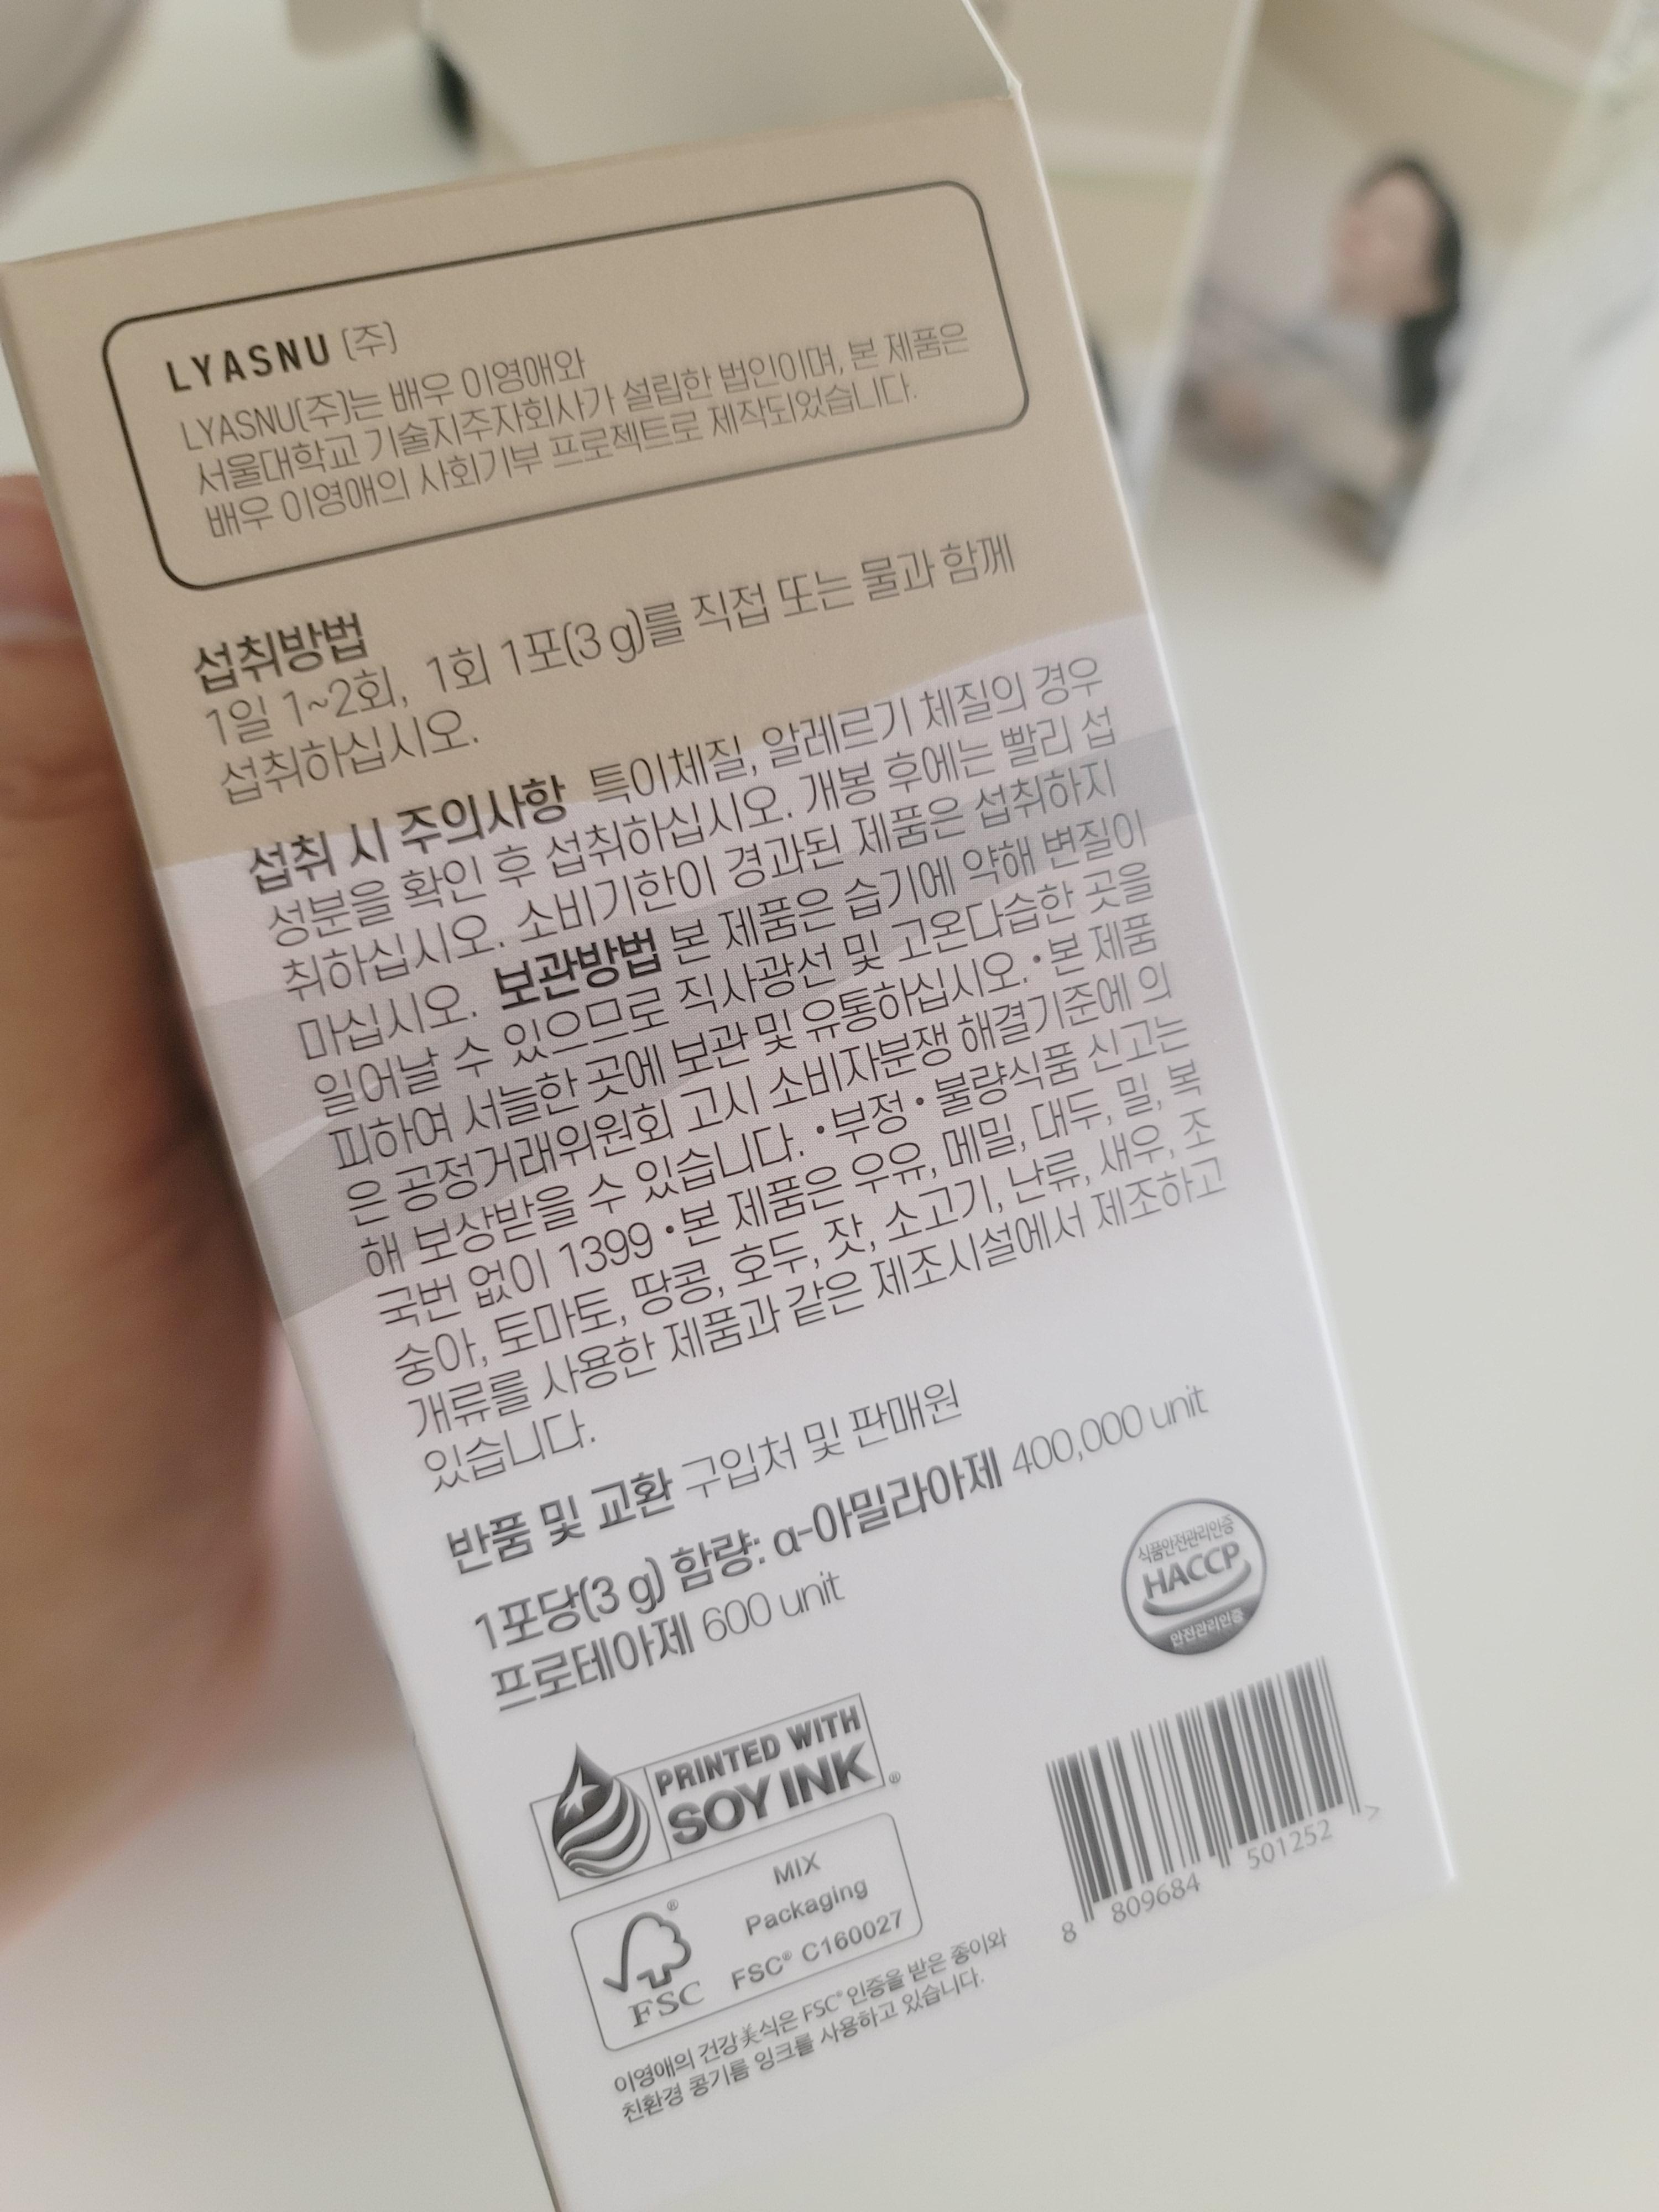 LYASNU (주)
LYASNU(주)는 배우 이영애와
서울대학교 기술지주자회사가 설립한 법인이며, 본 제품은
배우 이영애의 사회기부 프로젝트로 제작되었습니다.
섭취방법
1일 1~2회, 1회 1포(3 g)를 직접 또는 물과 함께
섭취하십시오.
섭취 시 주의사항 특이체질, 알레르기 체질의 경우
성분을 확인 후 섭취하십시오. 개봉 후에는 빨리 섭
취하십시오. 소비기한이 경과된 제품은 섭취하지
마십시오. 보관방법 본 제품은 습기에 약해 변질이
일어날 수 있으므로 직사광선 및 고온다습한 곳을
피하여 서늘한 곳에 보관 및 유통하십시오. •본 제품
은 공정거래위원회 고시 소비자분쟁 해결기준에 의
해 보상받을 수 있습니다. •부정•불량식품 신고는
국번 없이 1399 •본 제품은 우유, 메밀, 대두, 밀, 복
숭아, 토마토, 땅콩, 호두, 잣, 소고기, 난류, 새우, 조
개류를 사용한 제품과 같은 제조시설에서 제조하고
있습니다.
반품 및 교환 구입처 및 판매원
1포당(3 g) 함량: α-아밀라아제 400,000 unit
프로테아제 600 unit
식품안전관리인증
HACCP
안전관리인증
PRINTED WITH
SOY INK®
MIX
Packaging
FSC® C160027
FSC
8 809684 501252 >
이영애의 건강美식은 FSC® 인증을 받은 종이와
친환경 콩기름 잉크를 사용하고 있습니다.